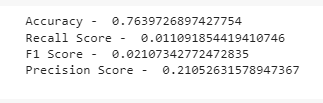 Accuracy -  0.7639726897427754
Recall Score -  0.011091854419410746
F1 Score -  0.02107342772472835
Precision Score -  0.21052631578947367